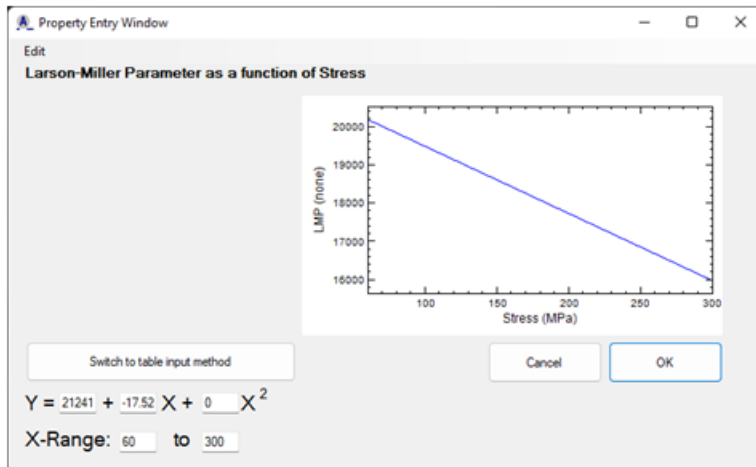 Property Entry Window
Edit
Larson-Miller Parameter as a function of Stress
20000
19000
18000
17000
16000
LMP (none)
100 150 200 250 300
Stress (MPa)
Switch to table input method
Cancel
OK
Y = 21241 + -17.52 X + 0 X²
X-Range: 60 to 300